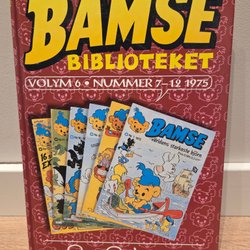 BAMSE
BIBLIOTEKET
VOLYM 6 • NUMMER 7-12 1975
BAMSE
världens starkaste björn